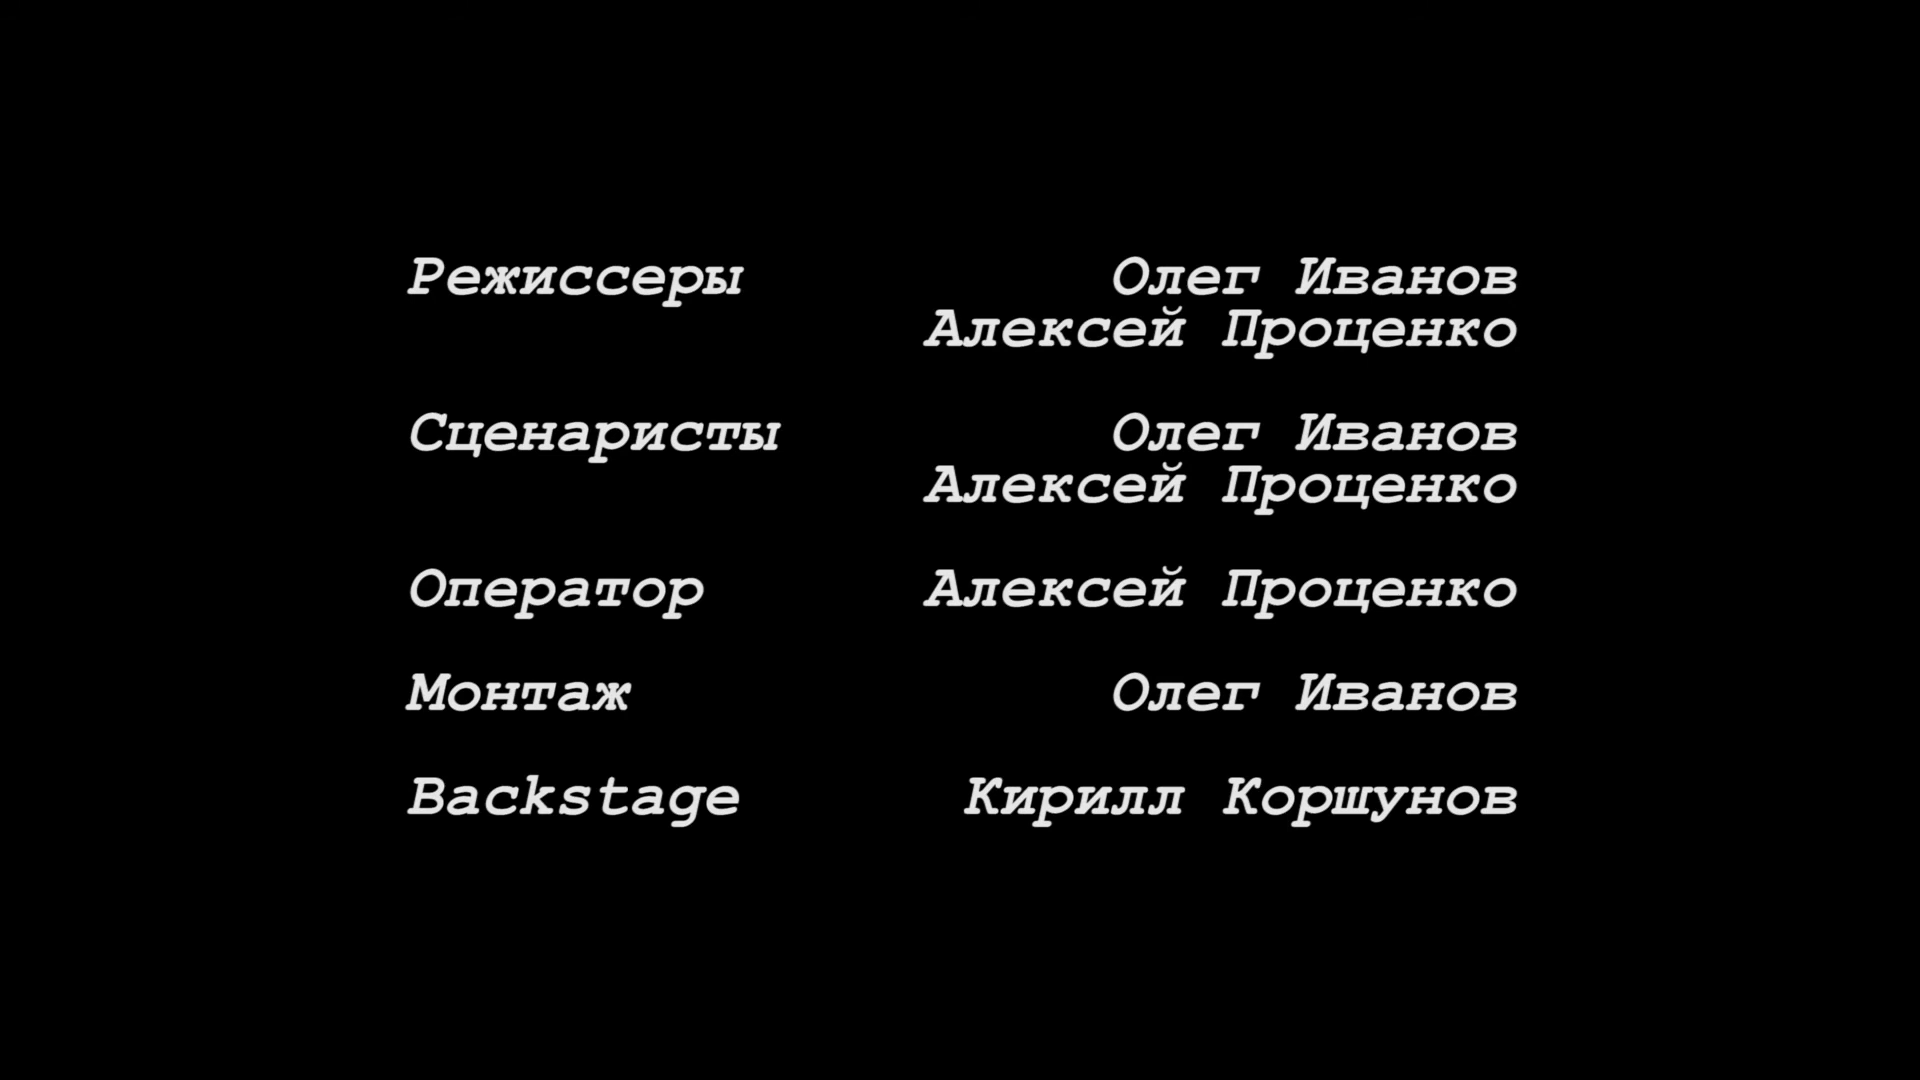 Режиссеры Олег Иванов
Алексей Проценко
Сценаристы Олег Иванов
Алексей Проценко
Оператор Алексей Проценко
Монтаж Олег Иванов
Backstage Кирилл Коршунов